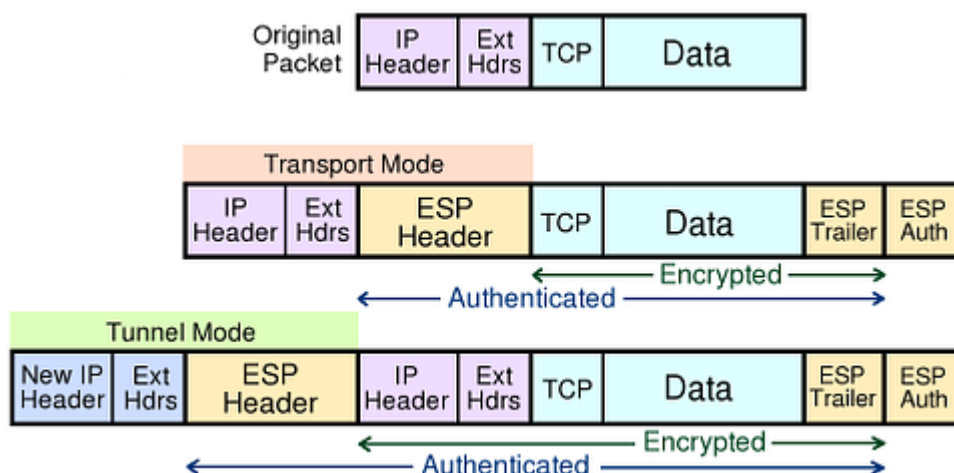 Original Packet
IP Header
Ext Hdrs
TCP
Data
Transport Mode
IP Header
Ext Hdrs
ESP Header
TCP
Data
ESP Trailer
ESP Auth
Encrypted
Authenticated
Tunnel Mode
New IP Header
Ext Hdrs
ESP Header
IP Header
Ext Hdrs
TCP
Data
ESP Trailer
ESP Auth
Encrypted
Authenticated